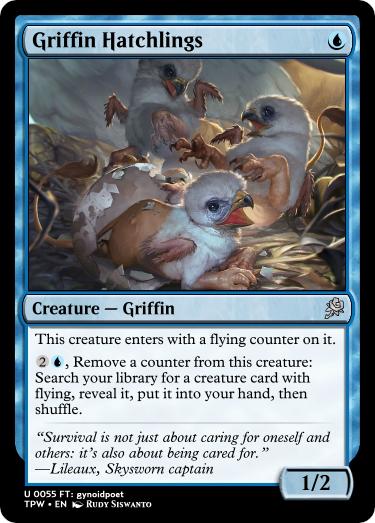 Griffin Hatchlings
Creature — Griffin
This creature enters with a flying counter on it.
2, Remove a counter from this creature:
Search your library for a creature card with
flying, reveal it, put it into your hand, then
shuffle.
“Survival is not just about caring for oneself and
others: it's also about being cared for.”
—Lileaux, Skysworn captain
1/2
U 0055 FT: gynoidpoet
TPW • EN Rudy Siswanto